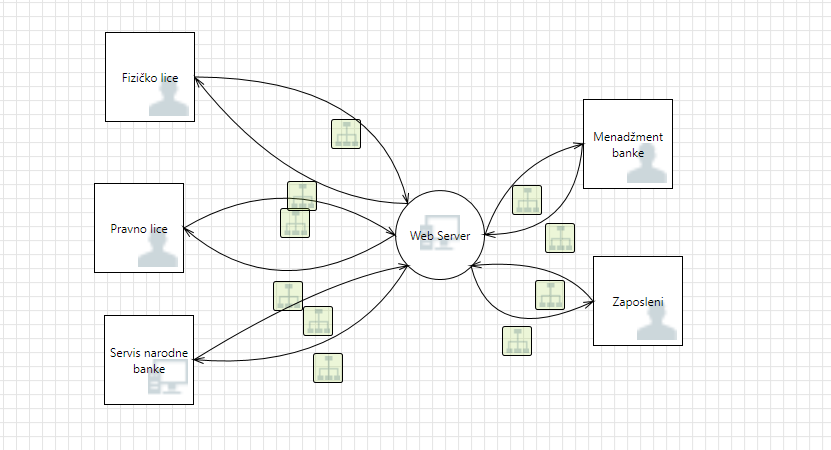 Fizičko lice
Pravno lice
Servis narodne
banke
Web Server
Menadžment
banke
Zaposleni